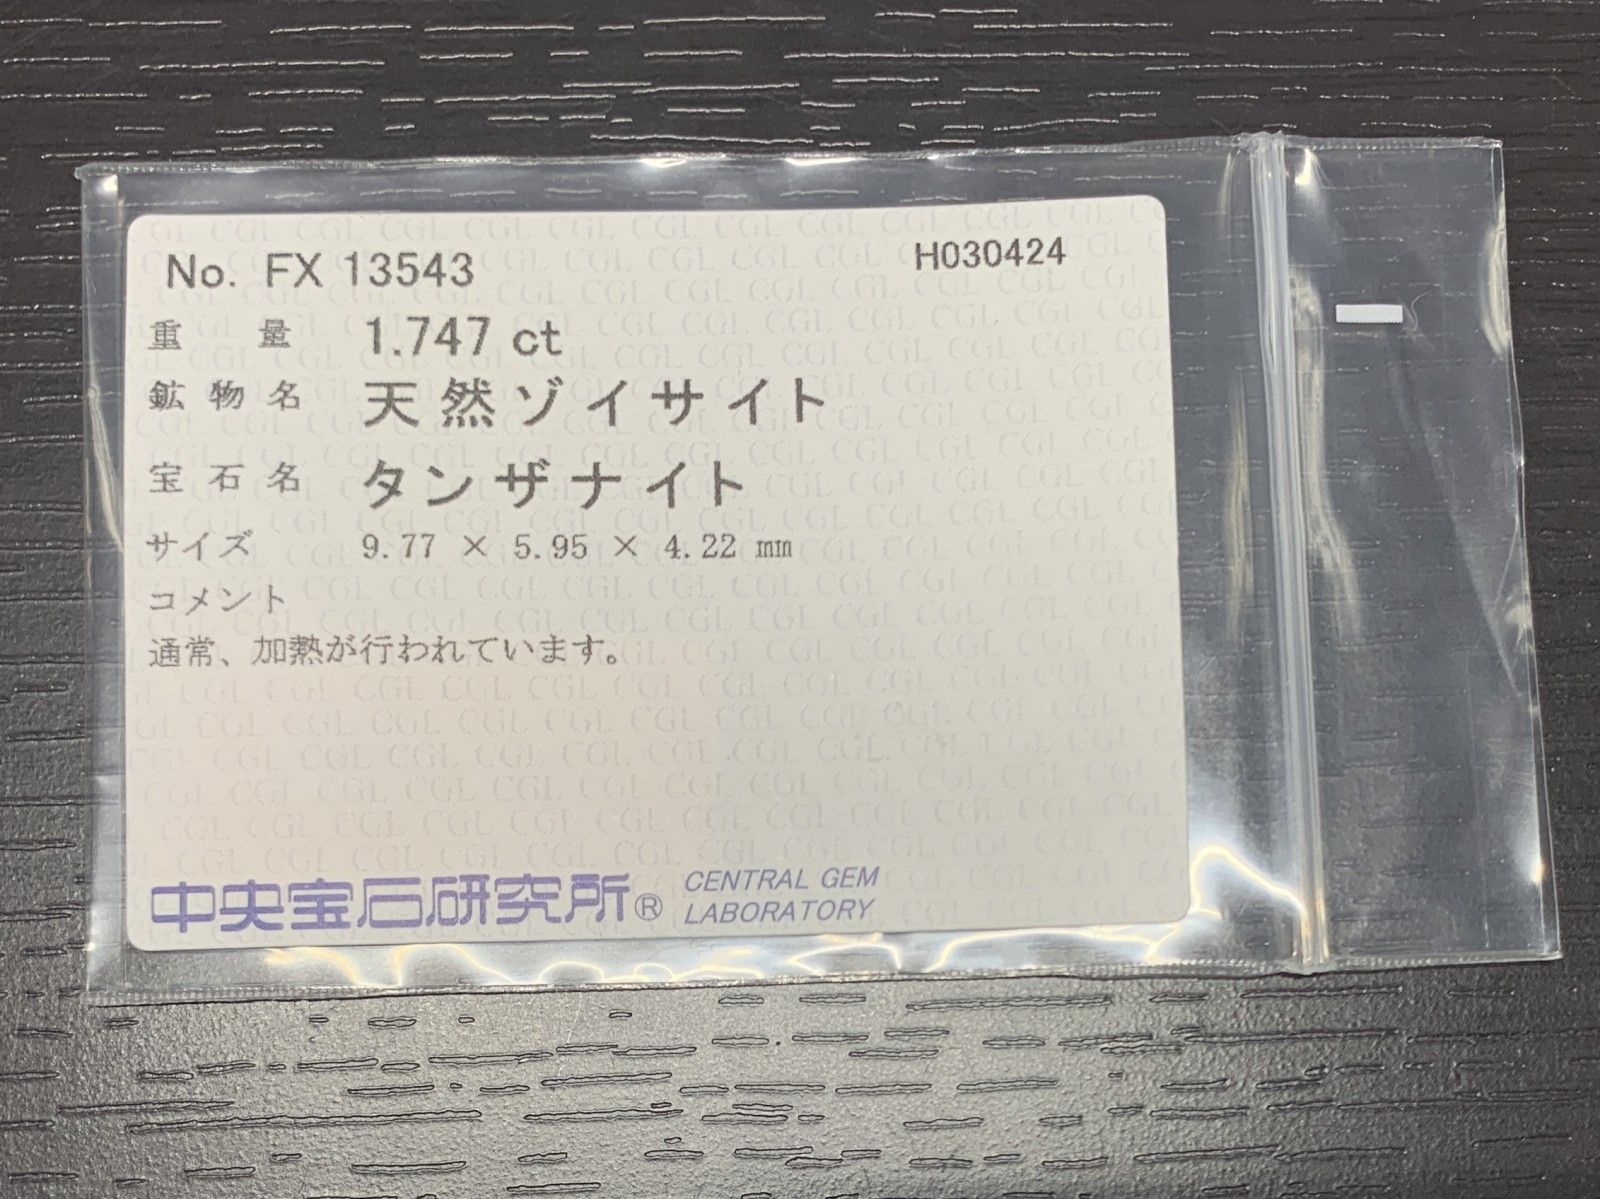 No. FX 13543 H030424
重量 1.747 ct
鉱物名 天然ゾイサイト
宝石名 タンザナイト
サイズ 9.77 × 5.95 × 4.22 ㎜
コメント
通常、加熱が行われています。
中央宝石研究所® CENTRAL GEM
LABORATORY